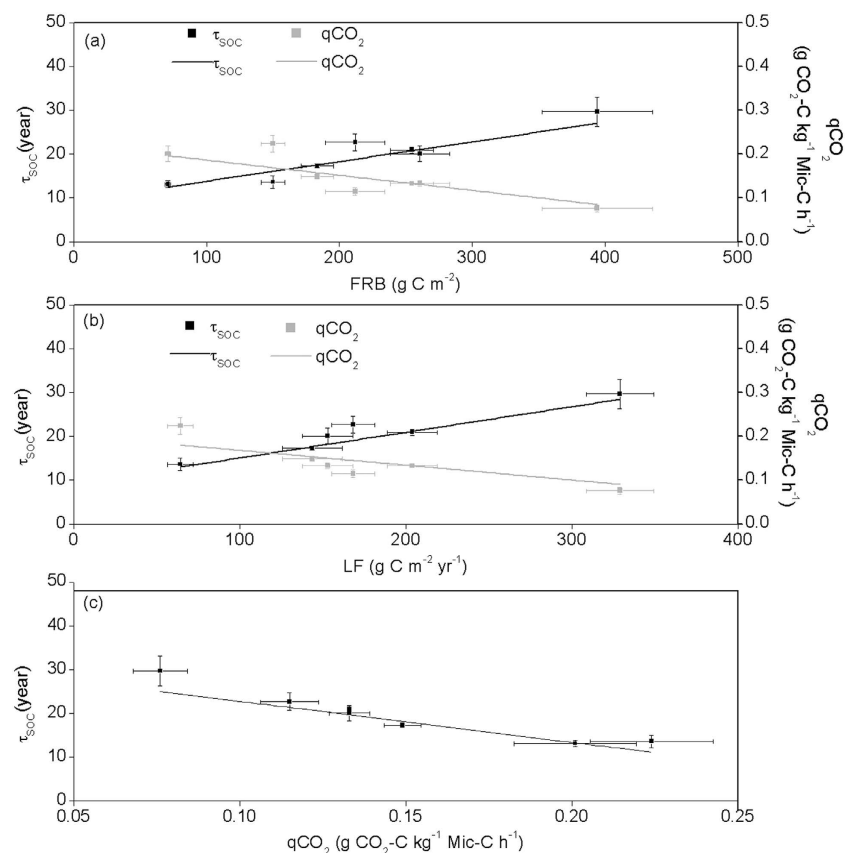 (a)
τSOC qCO2
τSOC qCO2
50
40
30
20
10
0
τSOC(year)
0.5
0.4
0.3
0.2
0.1
0.0
qCO2
(g CO2-C kg-1 Mic-C h-1)
0 100 200 300 400 500
FRB (g C m-2)
(b)
τSOC qCO2
τSOC qCO2
50
40
30
20
10
0
τSOC(year)
0.5
0.4
0.3
0.2
0.1
0.0
qCO2
(g CO2-C kg-1 Mic-C h-1)
0 100 200 300 400
LF (g C m-2 yr-1)
(c)
50
40
30
20
10
0
τSOC(year)
0.05 0.10 0.15 0.20 0.25
qCO2 (g CO2-C kg-1 Mic-C h-1)